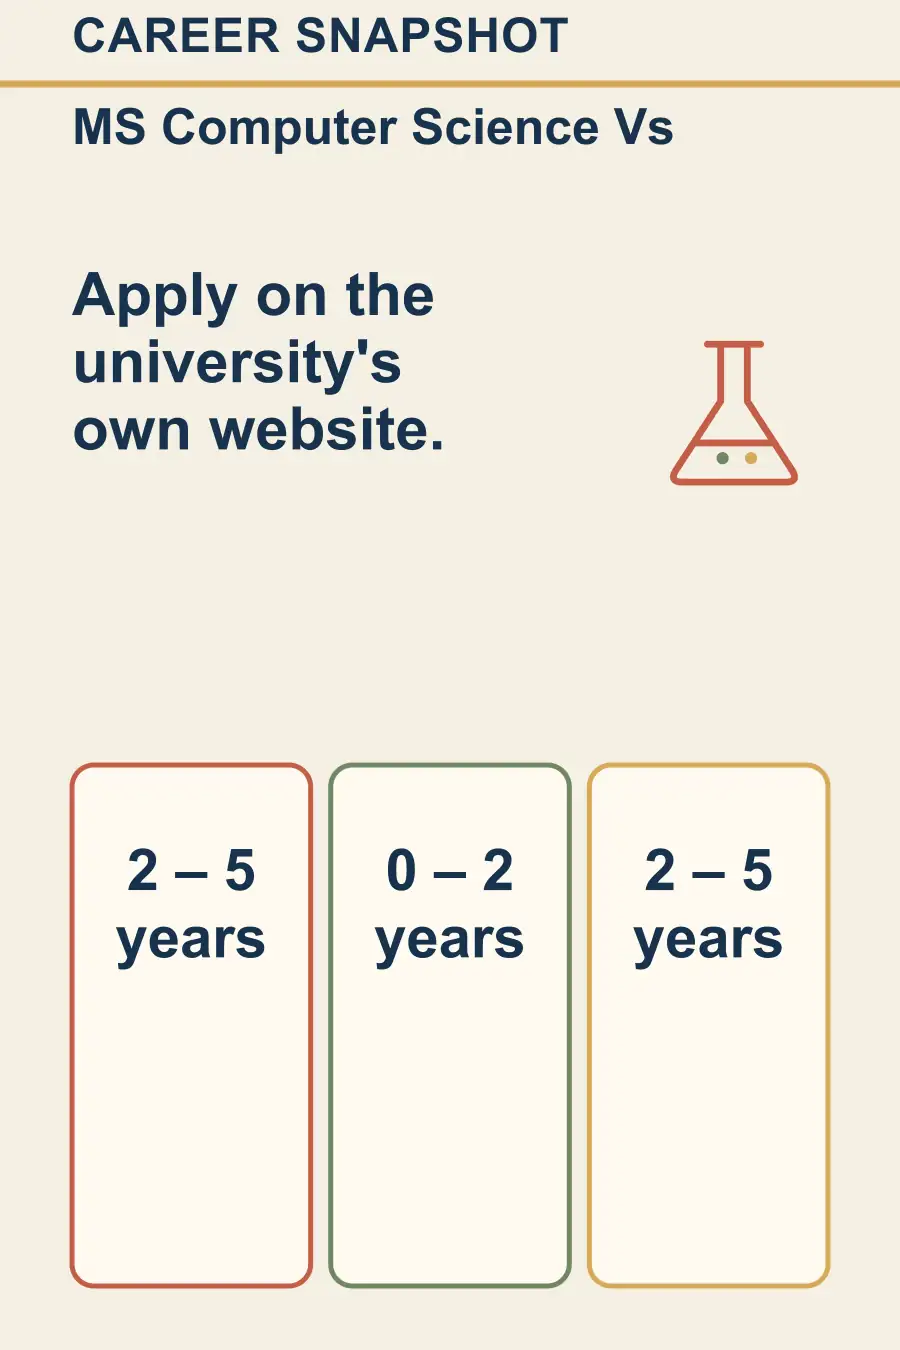 CAREER SNAPSHOT
MS Computer Science Vs
Apply on the
university's
own website.
2 – 5
years
0 – 2
years
2 – 5
years